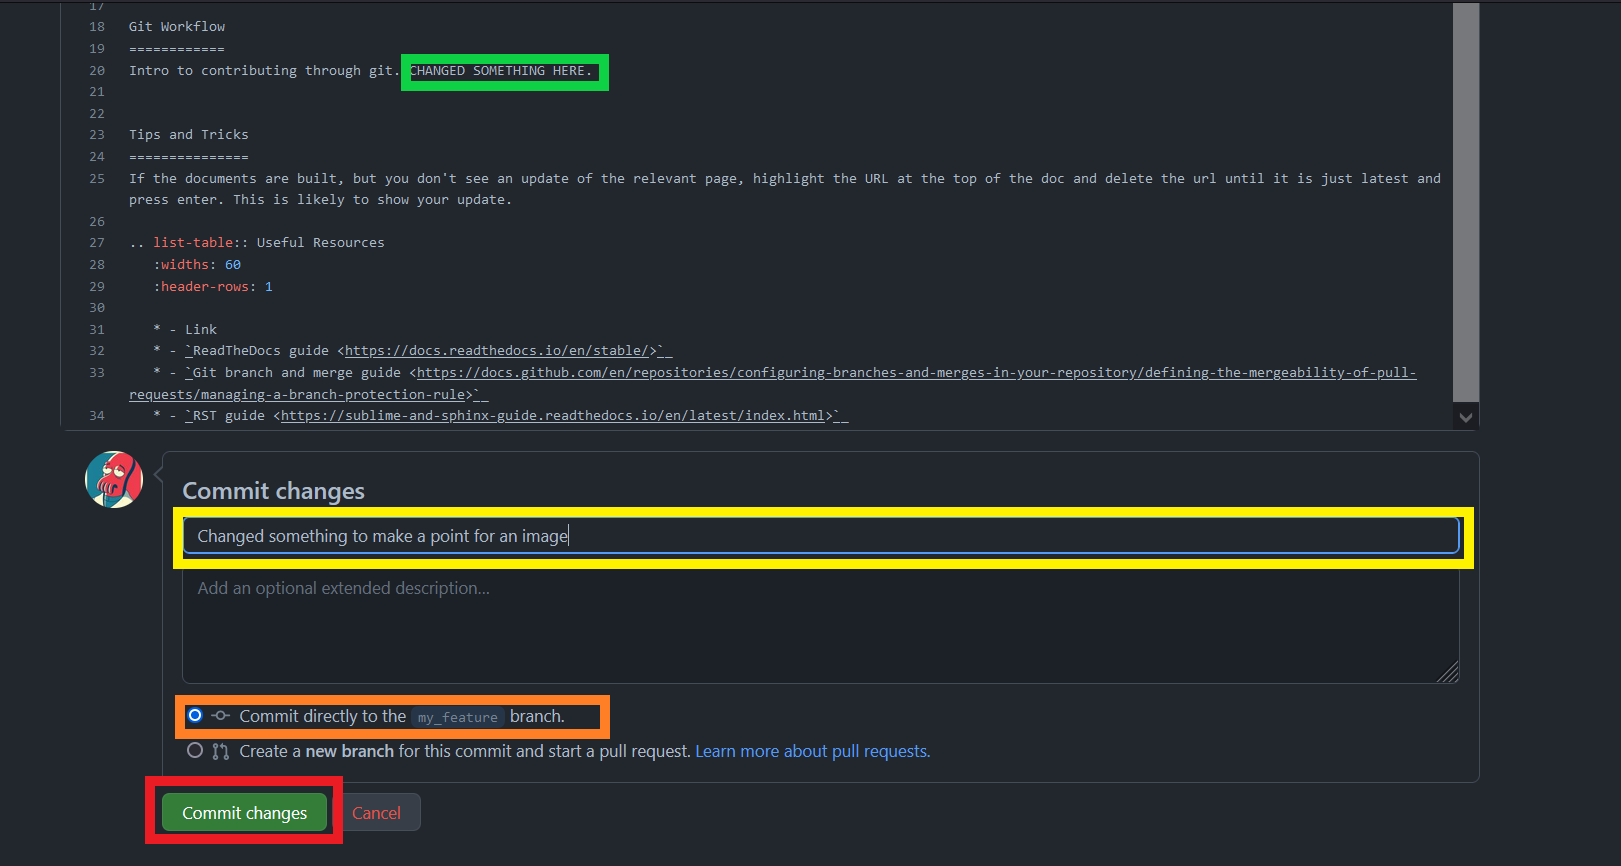 17
18 Git Workflow
19 ============
20 Intro to contributing through git. CHANGED SOMETHING HERE.
21
22
23 Tips and Tricks
24 ===============
25 If the documents are built, but you don't see an update of the relevant page, highlight the URL at the top of the doc and delete the url until it is just latest and
press enter. This is likely to show your update.
26
27 .. list-table:: Useful Resources
28 :widths: 60
29 :header-rows: 1
30
31 * - Link
32 * - `ReadTheDocs guide <https://docs.readthedocs.io/en/stable/>`__
33 * - `Git branch and merge guide <https://docs.github.com/en/repositories/configuring-branches-and-merges-in-your-repository/defining-the-mergeability-of-pull-
requests/managing-a-branch-protection-rule>`__
34 * - `RST guide <https://sublime-and-sphinx-guide.readthedocs.io/en/latest/index.html>`__
Commit changes
Changed something to make a point for an image
Add an optional extended description...
Commit directly to the my_feature branch.
Create a new branch for this commit and start a pull request. Learn more about pull requests.
Commit changes Cancel